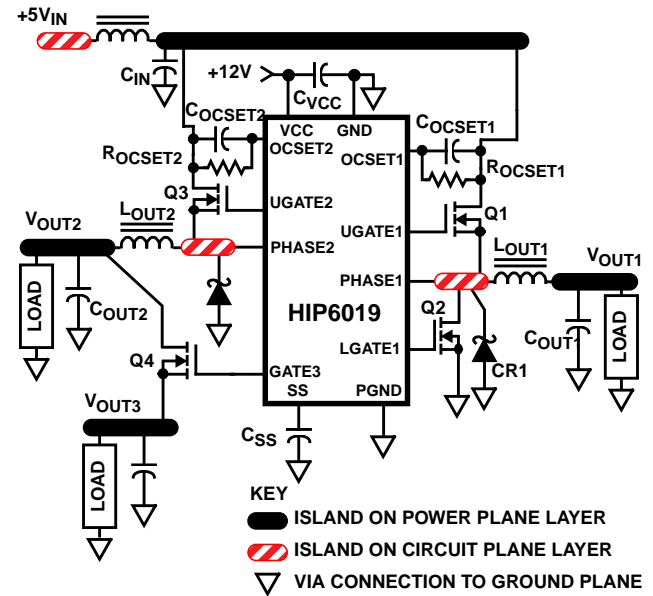 +5VIN
CIN
+12V
CVCC
COCSET2
COCSET1
VCC
GND
OCSET2
OCSET1
ROCSET2
ROCSET1
Q3
UGATE2
Q1
UGATE1
VOUT2
LOUT2
LOUT1
VOUT1
PHASE2
PHASE1
HIP6019
LOAD
COUT2
Q2
COUT1
LOAD
Q4
LGATE1
CR1
GATE3
SS
PGND
VOUT3
CSS
LOAD
KEY
ISLAND ON POWER PLANE LAYER
ISLAND ON CIRCUIT PLANE LAYER
VIA CONNECTION TO GROUND PLANE